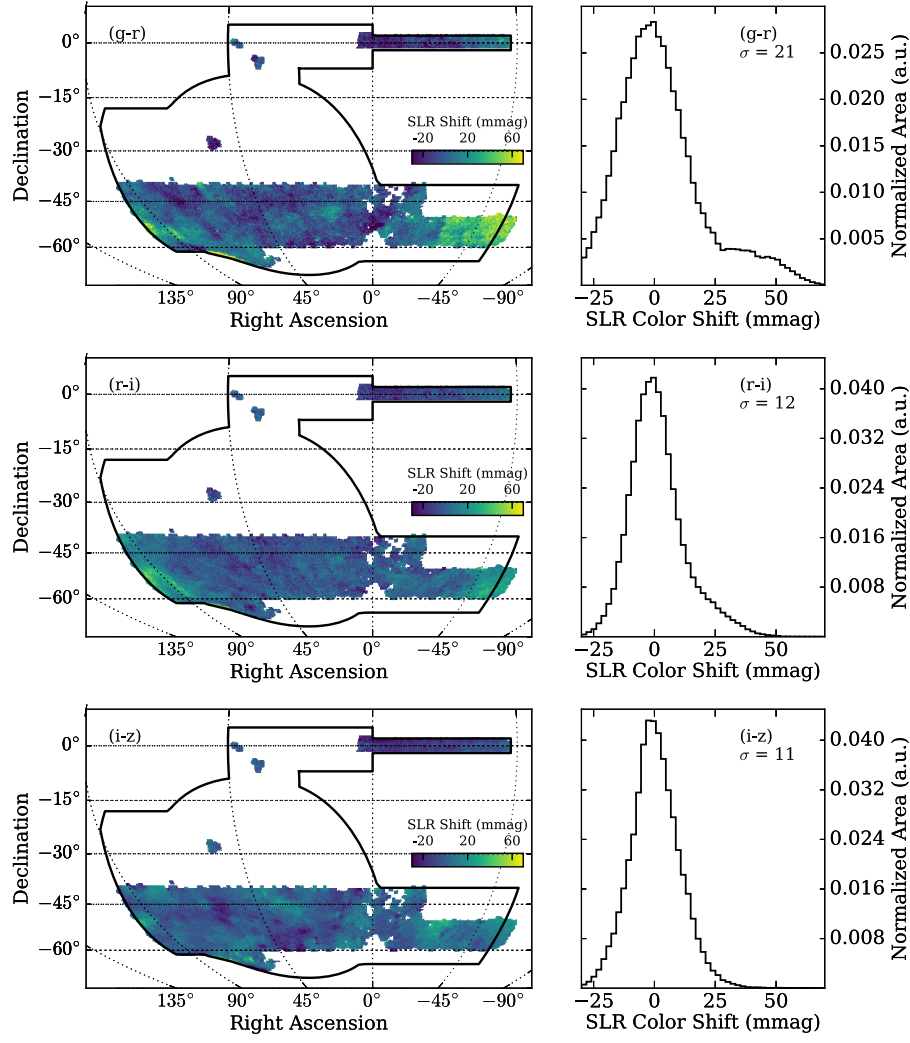 (g-r)
0°
−15°
−30°
−45°
−60°
Declination
SLR Shift (mmag)
-20 20 60
135° 90° 45° 0° −45° −90°
Right Ascension
(g-r)
σ = 21
0.025
0.020
0.015
0.010
0.005
Normalized Area (a.u.)
−25 0 25 50
SLR Color Shift (mmag)
(r-i)
0°
−15°
−30°
−45°
−60°
Declination
SLR Shift (mmag)
-20 20 60
135° 90° 45° 0° −45° −90°
Right Ascension
(r-i)
σ = 12
0.040
0.032
0.024
0.016
0.008
Normalized Area (a.u.)
−25 0 25 50
SLR Color Shift (mmag)
(i-z)
0°
−15°
−30°
−45°
−60°
Declination
SLR Shift (mmag)
-20 20 60
135° 90° 45° 0° −45° −90°
Right Ascension
(i-z)
σ = 11
0.040
0.032
0.024
0.016
0.008
Normalized Area (a.u.)
−25 0 25 50
SLR Color Shift (mmag)